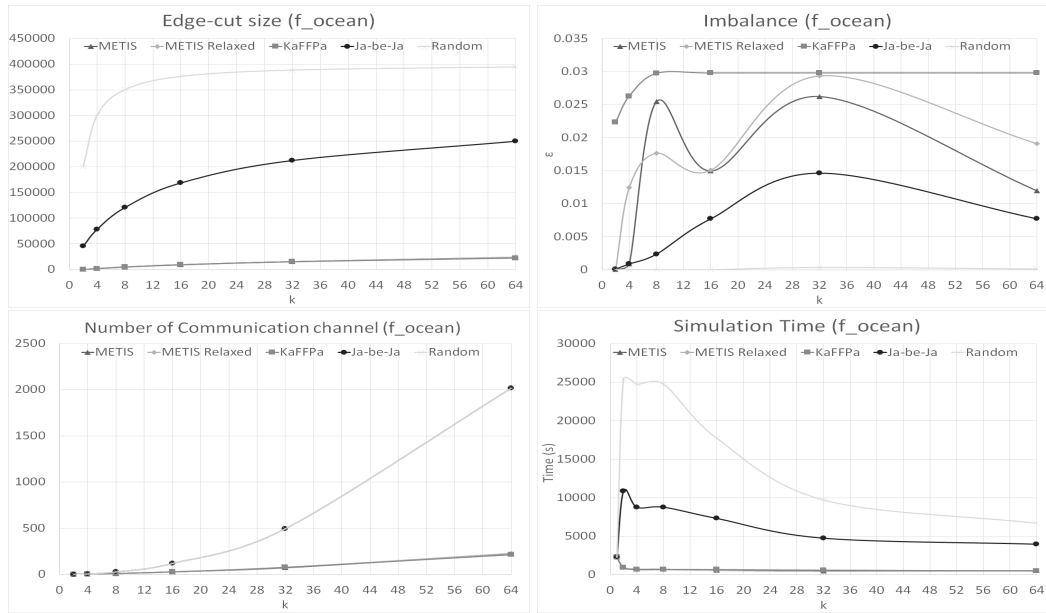 Edge-cut size (f_ocean)
METIS METIS Relaxed KaFFPa Ja-be-Ja Random
450000
400000
350000
300000
250000
200000
150000
100000
50000
0
0 4 8 12 16 20 24 28 32 36 40 44 48 52 56 60 64
k
Imbalance (f_ocean)
METIS METIS Relaxed KaFFPa Ja-be-Ja Random
0.035
0.03
0.025
0.02
0.015
0.01
0.005
0
ε
0 4 8 12 16 20 24 28 32 36 40 44 48 52 56 60 64
k
Number of Communication channel (f_ocean)
METIS METIS Relaxed KaFFPa Ja-be-Ja Random
2500
2000
1500
1000
500
0
0 4 8 12 16 20 24 28 32 36 40 44 48 52 56 60 64
k
Simulation Time (f_ocean)
METIS METIS Relaxed KaFFPa Ja-be-Ja Random
30000
25000
20000
15000
10000
5000
0
Time (s)
0 4 8 12 16 20 24 28 32 36 40 44 48 52 56 60 64
k